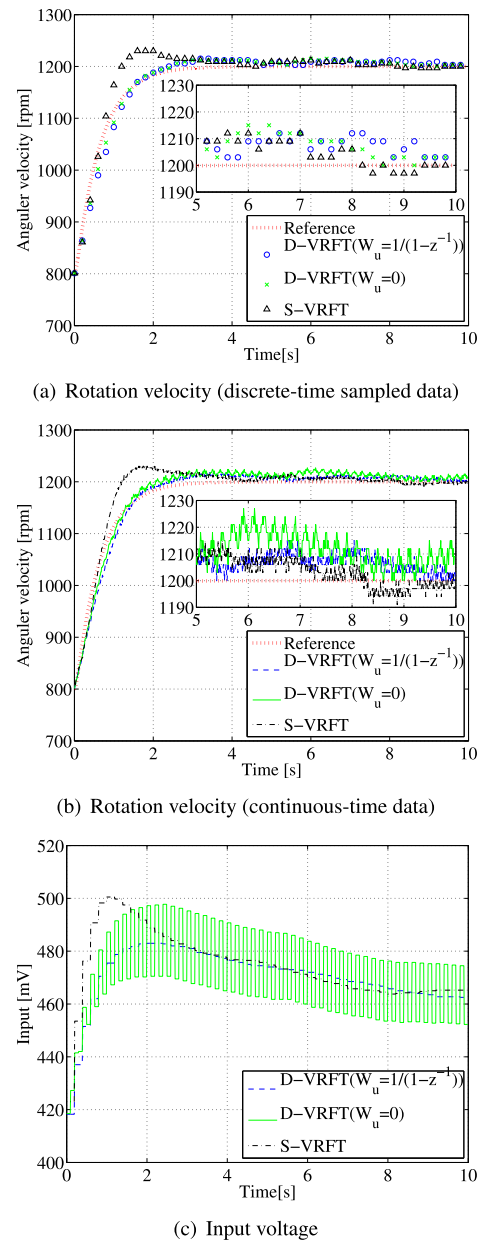 1300
1200
1100
1000
900
800
700
Anguler velocity [rpm]
1230
1220
1210
1200
1190
5 6 7 8 9 10
Reference
D−VRFT(W_u=1/(1−z^{−1}))
D−VRFT(W_u=0)
S−VRFT
0 2 4 6 8 10
Time[s]
(a) Rotation velocity (discrete-time sampled data)
1300
1200
1100
1000
900
800
700
Anguler velocity [rpm]
1230
1220
1210
1200
1190
5 6 7 8 9 10
Reference
D−VRFT(W_u=1/(1−z^{−1}))
D−VRFT(W_u=0)
S−VRFT
0 2 4 6 8 10
Time [s]
(b) Rotation velocity (continuous-time data)
520
500
480
460
440
420
400
Input [mV]
D−VRFT(W_u=1/(1−z^{−1}))
D−VRFT(W_u=0)
S−VRFT
0 2 4 6 8 10
Time[s]
(c) Input voltage